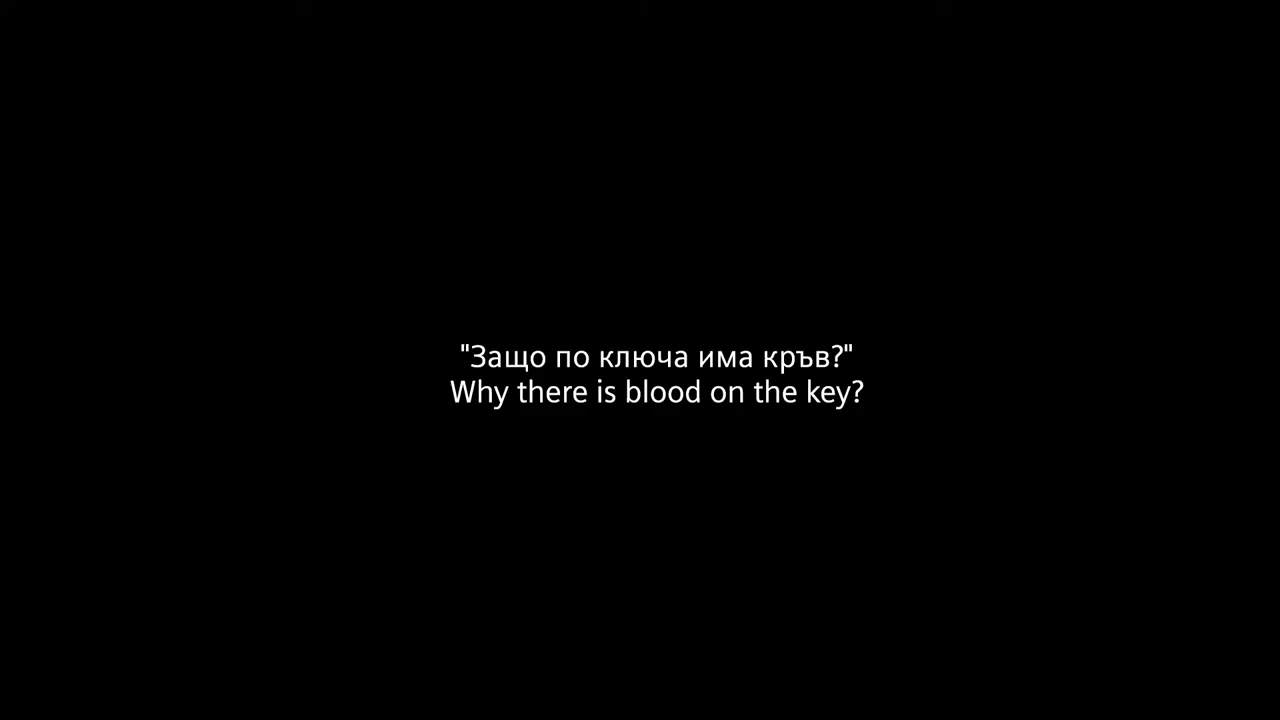 "Защо по ключа има кръв?"
Why there is blood on the key?